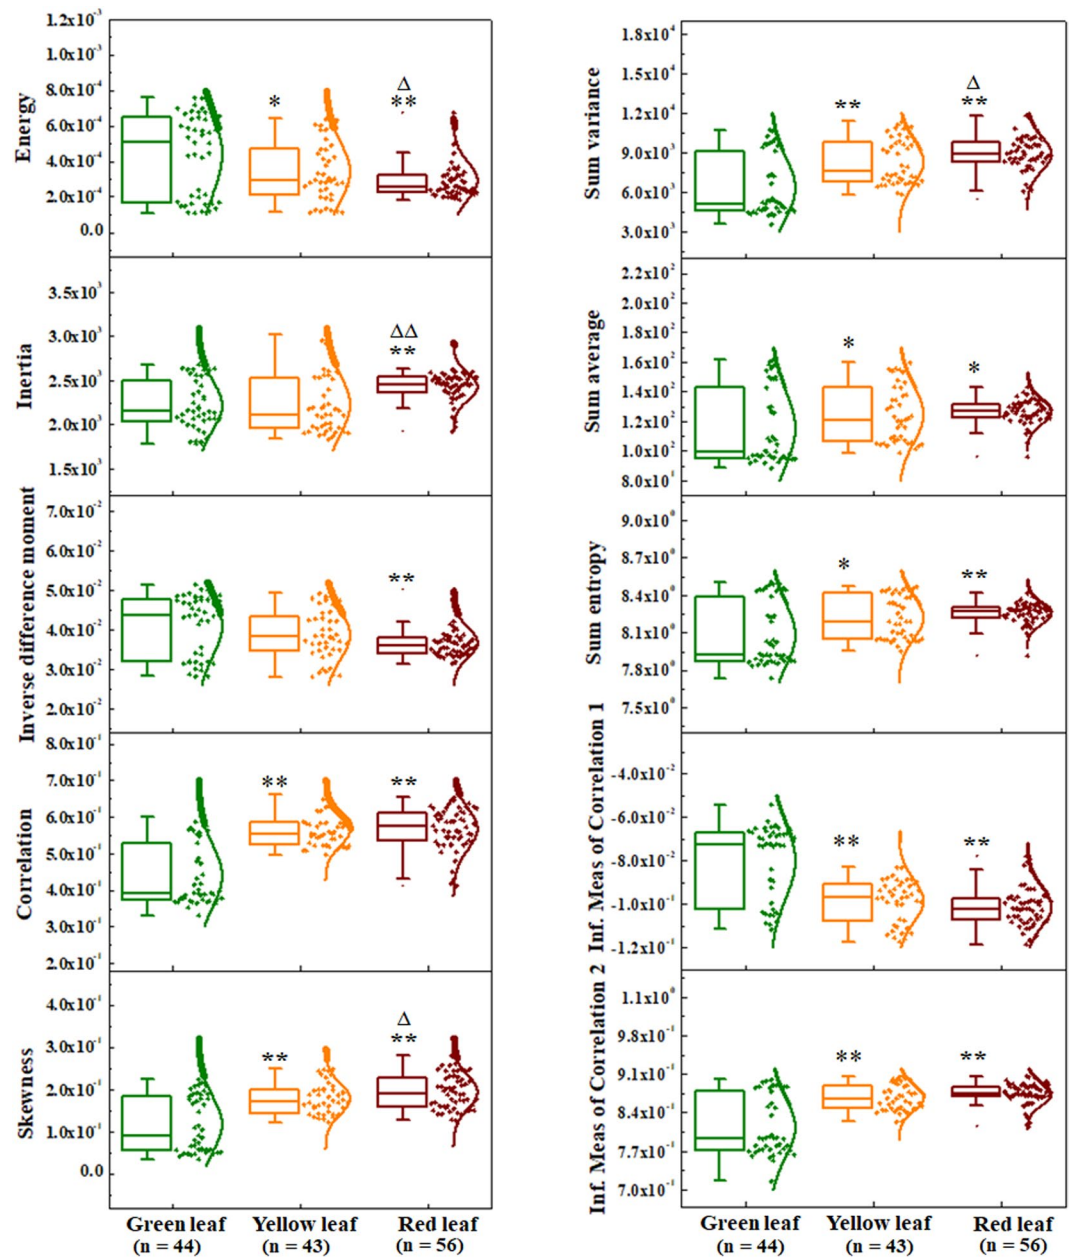 Energy
1.2x10⁻³
1.0x10⁻³
8.0x10⁻⁴
6.0x10⁻⁴
4.0x10⁻⁴
2.0x10⁻⁴
0.0
*
Δ
**
Inertia
3.5x10³
3.0x10³
2.5x10³
2.0x10³
1.5x10³
ΔΔ
**
Inverse difference moment
7.0x10⁻²
6.0x10⁻²
5.0x10⁻²
4.0x10⁻²
3.0x10⁻²
2.0x10⁻²
**
Correlation
8.0x10⁻¹
7.0x10⁻¹
6.0x10⁻¹
5.0x10⁻¹
4.0x10⁻¹
3.0x10⁻¹
2.0x10⁻¹
**
**
Skewness
4.0x10⁻¹
3.0x10⁻¹
2.0x10⁻¹
1.0x10⁻¹
0.0
**
Δ
**
Green leaf Yellow leaf Red leaf
(n = 44) (n = 43) (n = 56)
Sum variance
1.8x10⁴
1.5x10⁴
1.2x10⁴
9.0x10³
6.0x10³
3.0x10³
**
Δ
**
Sum average
2.2x10²
2.0x10²
1.8x10²
1.6x10²
1.4x10²
1.2x10²
1.0x10²
8.0x10¹
*
*
Sum entropy
9.0x10⁰
8.7x10⁰
8.4x10⁰
8.1x10⁰
7.8x10⁰
7.5x10⁰
*
**
Inf. Meas of Correlation 1
-4.0x10⁻²
-6.0x10⁻²
-8.0x10⁻²
-1.0x10⁻¹
-1.2x10⁻¹
**
**
Inf. Meas of Correlation 2
1.1x10⁰
9.8x10⁻¹
9.1x10⁻¹
8.4x10⁻¹
7.7x10⁻¹
7.0x10⁻¹
**
**
Green leaf Yellow leaf Red leaf
(n = 44) (n = 43) (n = 56)